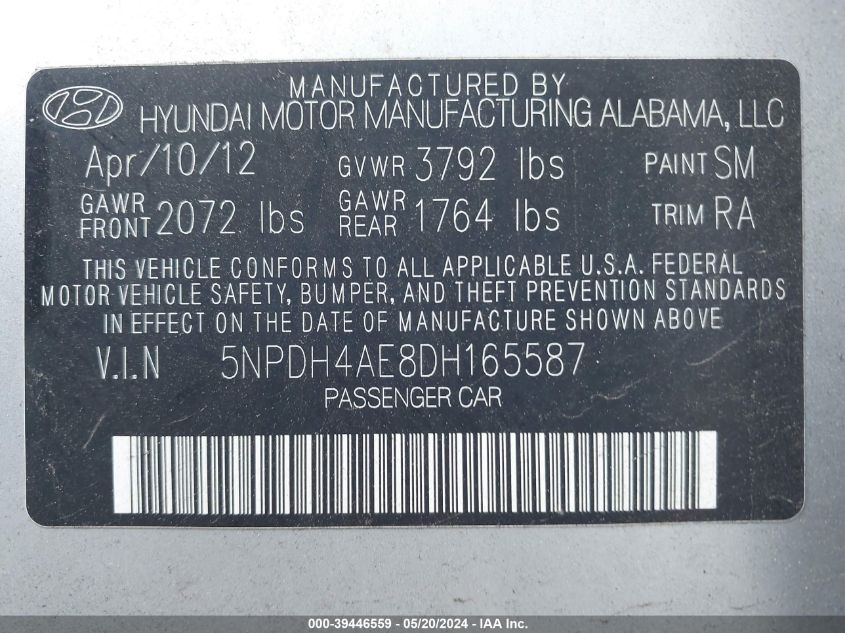 MANUFACTURED BY
HYUNDAI MOTOR MANUFACTURING ALABAMA, LLC
Apr/10/12 GVWR 3792 lbs PAINT SM
GAWR FRONT 2072 lbs GAWR REAR 1764 lbs TRIM RA
THIS VEHICLE CONFORMS TO ALL APPLICABLE U.S.A. FEDERAL
MOTOR VEHICLE SAFETY, BUMPER, AND THEFT PREVENTION STANDARDS
IN EFFECT ON THE DATE OF MANUFACTURE SHOWN ABOVE
V.I.N 5NPDH4AE8DH165587
PASSENGER CAR
000-39446559 - 05/20/2024 - IAA Inc.